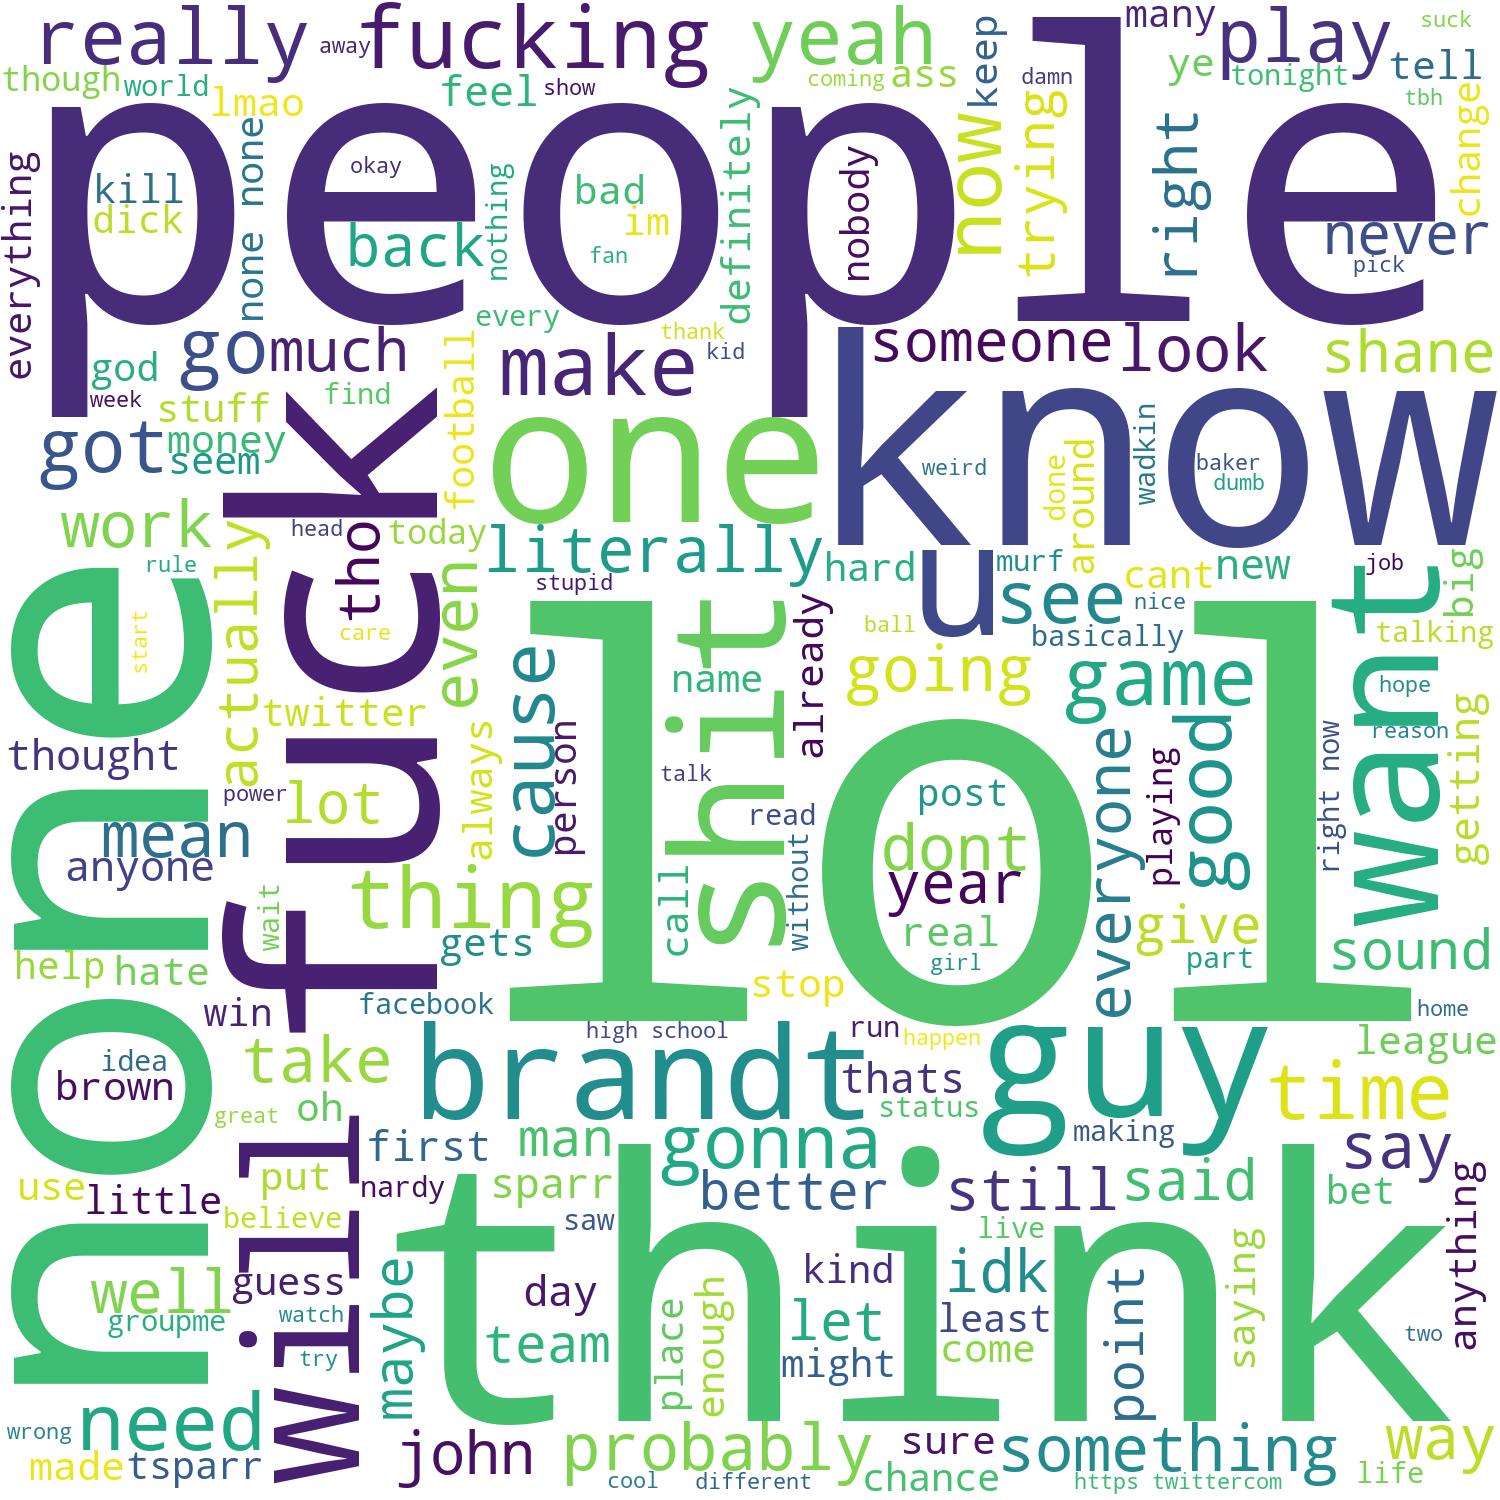 really
away
fucking
yeah
keep
many
play
suck
though
world
lmao
feel
show
coming
ass
damn
ye
tonight
tell
tbh
people
everything
kill
dick
none none
okay
back
nothing
bad
im
fan
definitely
nobody
now
trying
right
change
never
pick
god
week
go
much
every
thank
kid
make
someone
look
shane
stuff
find
football
got
money
seem
one
know
weird
done
around
wadkin
baker
dumb
work
rule
actually
head
fuck
tho
today
literally
hard
murf
cant
new
job
big
none
start
care
even
stupid
shit
already
ball
u
see
nice
basically
want
talking
twitter
cause
name
going
game
hope
reason
getting
thought
power
lot
always
person
talk
read
lol
post
dont
year
real
girl
everyone
playing
good
right now
mean
anyone
wait
thing
gets
call
without
give
part
sound
help
hate
win
facebook
stop
home
idea
brown
take
high school
run
happen
brandt
thats
guy
league
time
great
oh
status
making
will
first
man
gonna
say
use
little
put
nardy
sparr
better
still
said
bet
believe
saw
live
think
anything
well
guess
groupme
watch
try
maybe
day
team
place
enough
kind
let
might
idk
least
come
point
saying
two
wrong
need
made
tsparr
john
probably
sure
something
way
cool
different
chance
https twittercom
life